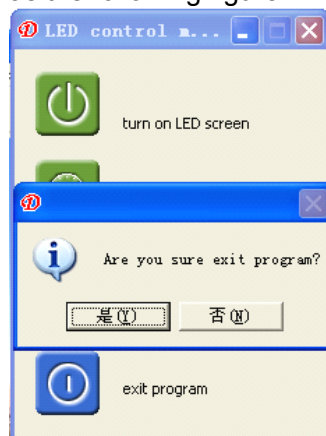 LED control m...
turn on LED screen
Are you sure exit program?
是(Y)
否(N)
exit program